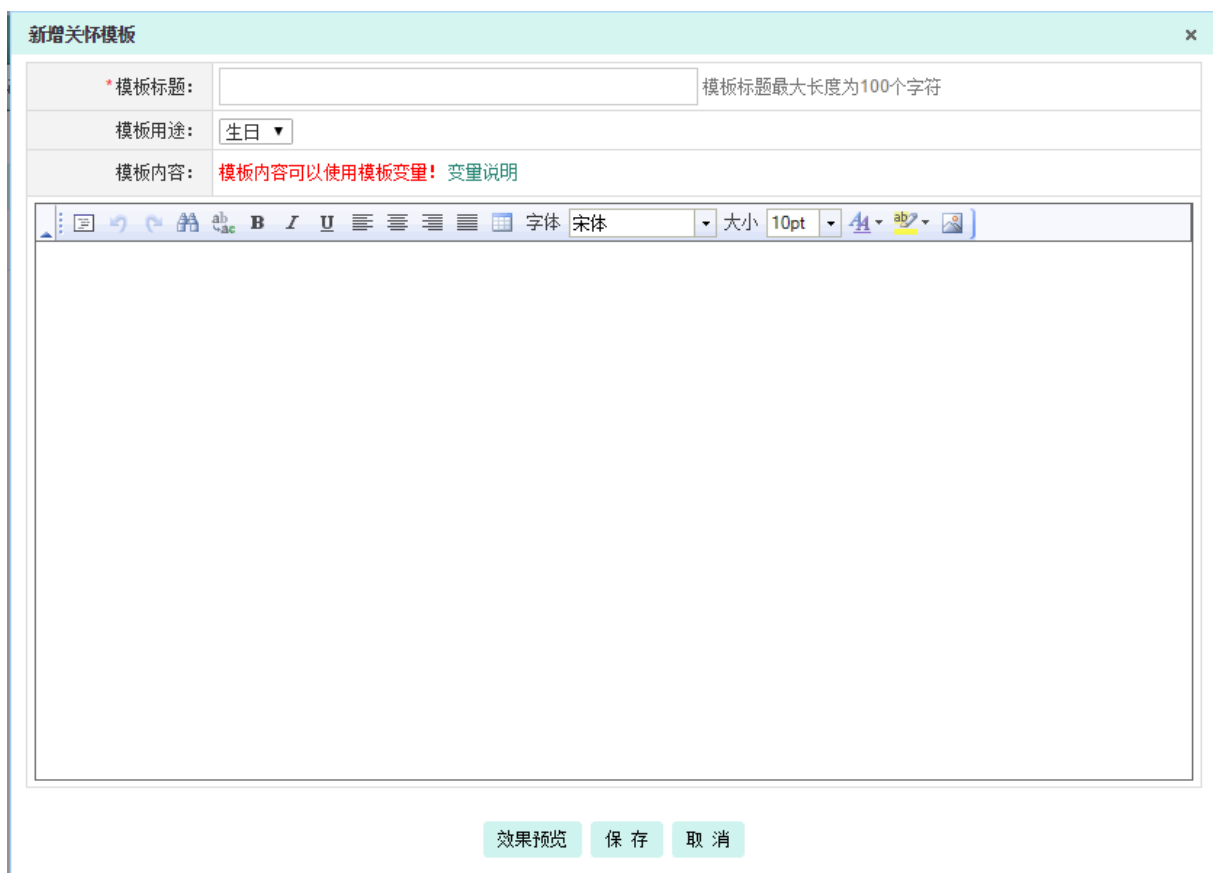 新增关怀模板 ×
*模板标题： 模板标题最大长度为100个字符
模板用途： 生日
模板内容： 模板内容可以使用模板变量！ 变量说明
ab ac B I U 字体 宋体 大小 10pt A ab
效果预览 保 存 取 消